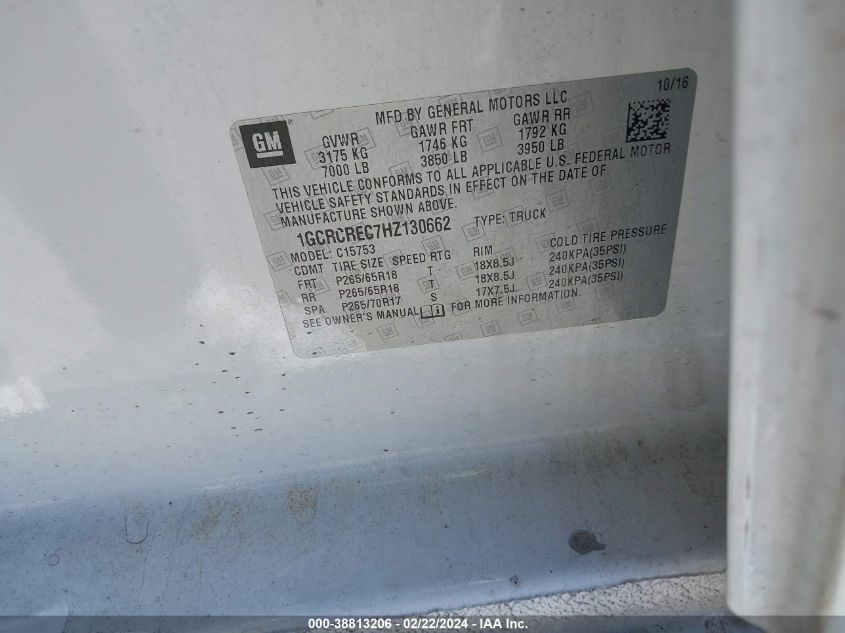 10/16
MFD BY GENERAL MOTORS LLC
GM
GVWR GAWR FRT GAWR RR
3175 KG 1746 KG 1792 KG
7000 LB 3850 LB 3950 LB
THIS VEHICLE CONFORMS TO ALL APPLICABLE U.S. FEDERAL MOTOR
VEHICLE SAFETY STANDARDS IN EFFECT ON THE DATE OF
MANUFACTURE SHOWN ABOVE.
1GCRCREC7HZ130662 TYPE: TRUCK
MODEL: C15753
CDMT TIRE SIZE SPEED RTG RIM COLD TIRE PRESSURE
FRT P265/65R18 T 18X8.5J 240KPA(35PSI)
RR P265/65R18 T 18X8.5J 240KPA(35PSI)
SPA P265/70R17 S 17X7.5J 240KPA(35PSI)
SEE OWNER'S MANUAL FOR MORE INFORMATION.
000-38813206 - 02/22/2024 - IAA Inc.